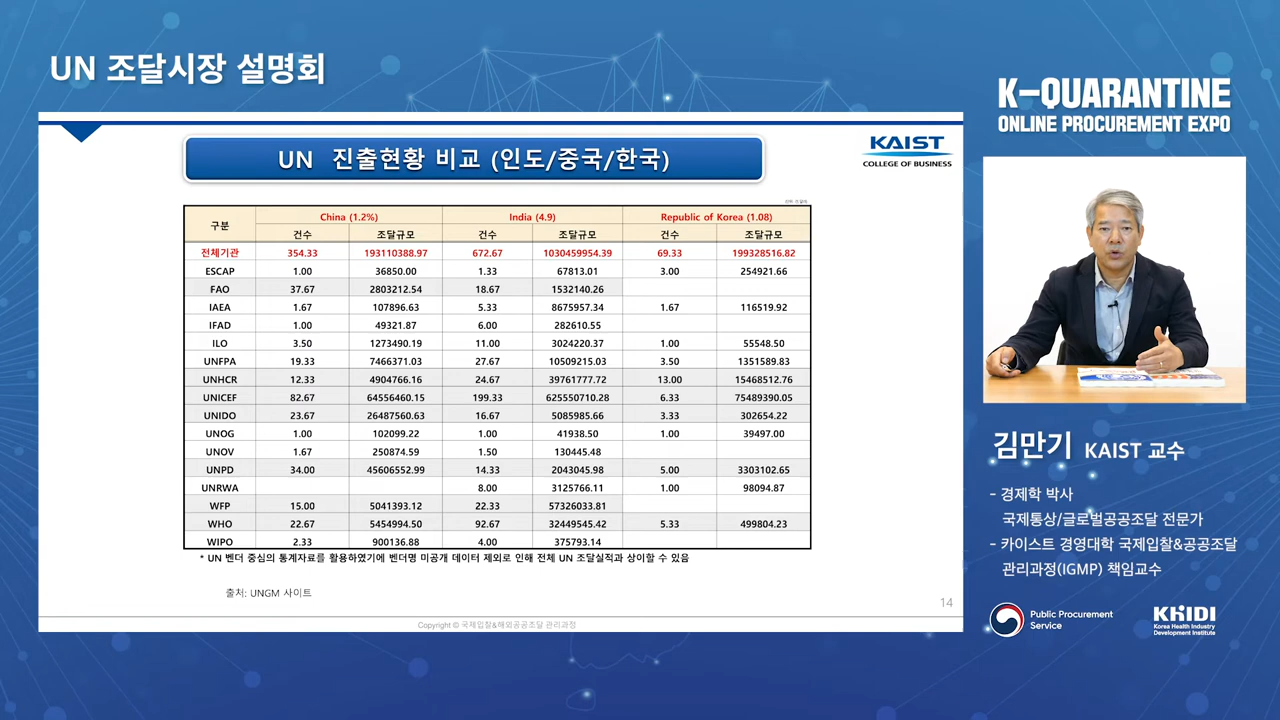 UN 조달시장 설명회
K-QUARANTINE
ONLINE PROCUREMENT EXPO
UN 진출현황 비교 (인도/중국/한국)
KAIST
COLLEGE OF BUSINESS
구분 China (1.2%) India (4.9) Republic of Korea (1.08)
건수 조달규모 건수 조달규모 건수 조달규모
전체기관 354.33 193110388.97 672.67 1030459954.39 69.33 199328516.82
ESCAP 1.00 36850.00 1.33 67813.01 3.00 254921.66
FAO 37.67 2803212.54 18.67 1532140.26
IAEA 1.67 107896.63 5.33 8675957.34 1.67 116519.92
IFAD 1.00 49321.87 6.00 282610.55
ILO 3.50 1273490.19 11.00 3024220.37 1.00 55548.50
UNFPA 19.33 7466371.03 27.67 10509215.03 3.50 1351589.83
UNHCR 12.33 4904766.16 24.67 39761777.72 13.00 15468512.76
UNICEF 82.67 64556460.15 199.33 625550710.28 6.33 75489390.05
UNIDO 23.67 26487560.63 16.67 5085985.66 3.33 302654.22
UNOG 1.00 102099.22 1.00 41938.50 1.00 39497.00
UNOV 1.67 250874.59 1.50 130445.48
UNPD 34.00 45606552.99 14.33 2043045.98 5.00 3303102.65
UNRWA 8.00 3125766.11 1.00 98094.87
WFP 15.00 5041393.12 22.33 57326033.81
WHO 22.67 5454994.50 92.67 32449545.42 5.33 499804.23
WIPO 2.33 900136.88 4.00 375793.14
* UN 벤더 중심의 통계자료를 활용하였기에 벤더명 미공개 데이터 제외로 인해 전체 UN 조달실적과 상이할 수 있음
출처: UNGM 사이트
14
Copyright © 국제입찰&해외공공조달 관리과정
김만기 KAIST 교수
- 경제학 박사
국제통상/글로벌공공조달 전문가
- 카이스트 경영대학 국제입찰&공공조달
관리과정(IGMP) 책임교수
Public Procurement
Service
KHIDI
Korea Health Industry
Development Institute